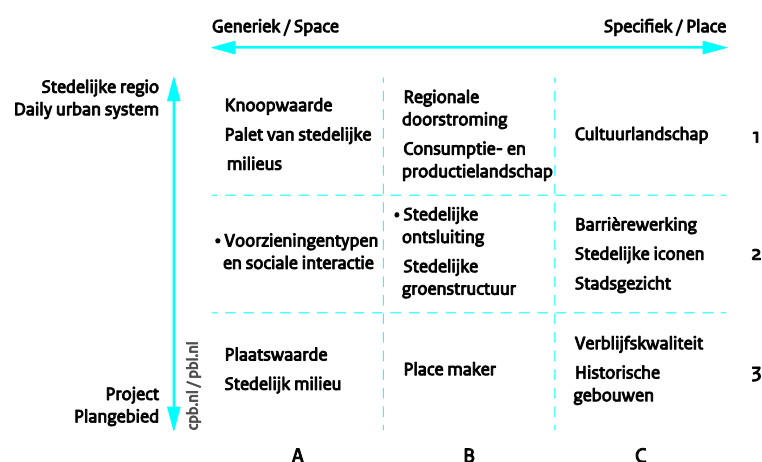 Generiek / Space
Specifiek / Place
Stedelijke regio
Daily urban system
Knoopwaarde
Palet van stedelijke
milieus
Regionale
doorstroming
Consumptie- en
productielandschap
Cultuurlandschap
1
• Voorzieningentypen
en sociale interactie
• Stedelijke
ontsluiting
Stedelijke
groenstructuur
Barrièrewerking
Stedelijke iconen
Stadsgezicht
2
Project
Plangebied
cpb.nl / pbl.nl
Plaatswaarde
Stedelijk milieu
Place maker
Verblijfskwaliteit
Historische
gebouwen
3
A
B
C